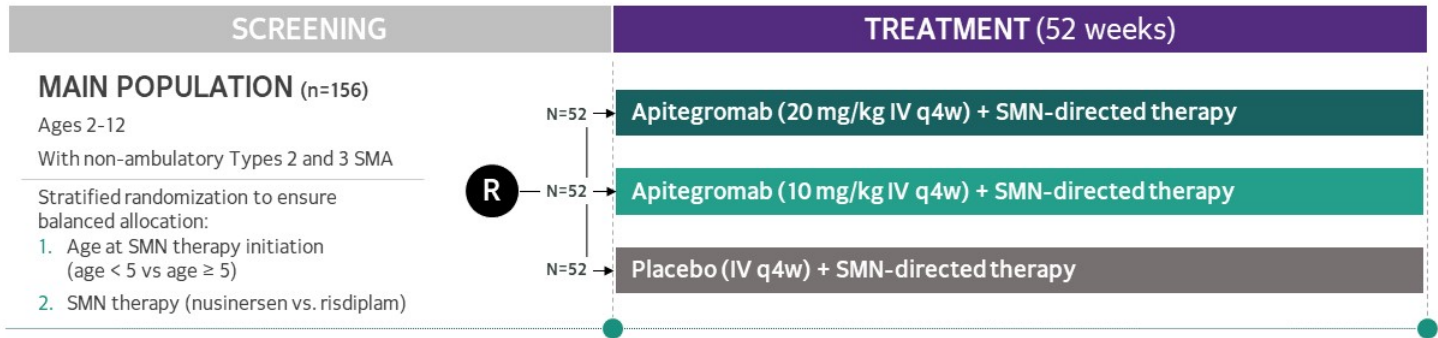 SCREENING
TREATMENT (52 weeks)
MAIN POPULATION (n=156)
Ages 2-12
With non-ambulatory Types 2 and 3 SMA
Stratified randomization to ensure
balanced allocation:
1. Age at SMN therapy initiation
(age < 5 vs age ≥ 5)
2. SMN therapy (nusinersen vs. risdiplam)
R
N=52
Apitegromab (20 mg/kg IV q4w) + SMN-directed therapy
N=52
Apitegromab (10 mg/kg IV q4w) + SMN-directed therapy
N=52
Placebo (IV q4w) + SMN-directed therapy